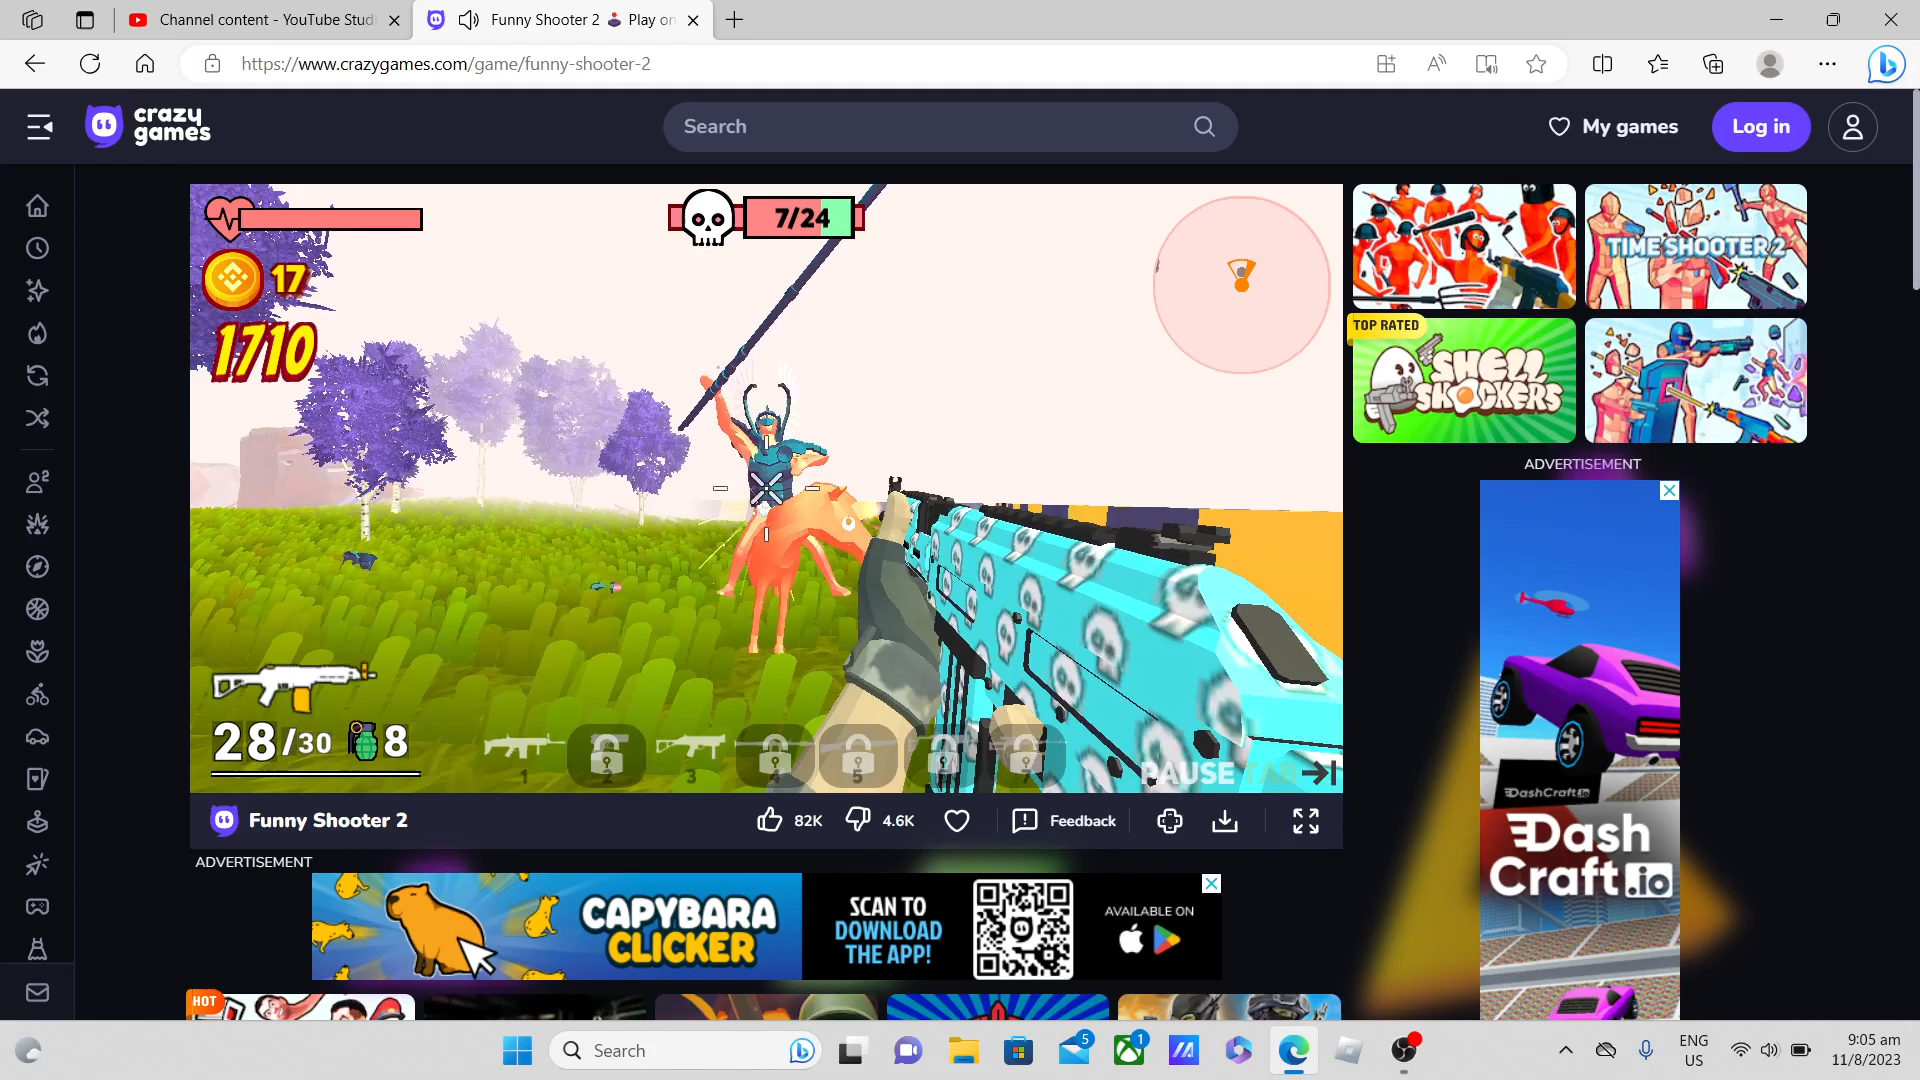 Channel content - YouTube Stud
Funny Shooter 2 Play on
https://www.crazygames.com/game/funny-shooter-2
crazy games
Search
My games
Log in
17
7/24
1710
TIME SHOOTER 2
TOP RATED
SHELL SHOCKERS
ADVERTISEMENT
28/30
8
1
2
3
4
5
PAUSE TAB
Funny Shooter 2
82K
4.6K
Feedback
DashCraft.io
Dash
Craft.io
ADVERTISEMENT
CAPYBARA
CLICKER
SCAN TO
DOWNLOAD
THE APP!
AVAILABLE ON
HOT
Search
5
1
ENG
US
9:05 am
11/8/2023